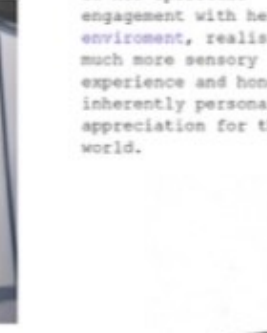 engagement with he
enviroment, realis
much more sensory
experience and hon
inherently persona
appreciation for t
world.